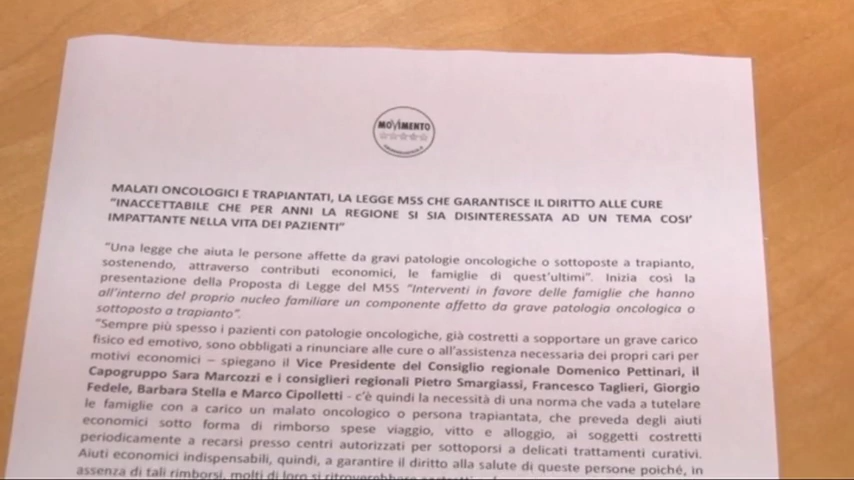 MOVIMENTO
MALATI ONCOLOGICI E TRAPIANTATI, LA LEGGE M5S CHE GARANTISCE IL DIRITTO ALLE CURE
"INACCETTABILE CHE PER ANNI LA REGIONE SI SIA DISINTERESSATA AD UN TEMA COSI'
IMPATTANTE NELLA VITA DEI PAZIENTI"
"Una legge che aiuta le persone affette da gravi patologie oncologiche o sottoposte a trapianto,
sostenendo, attraverso contributi economici, le famiglie di quest'ultimi". Inizia così la
presentazione della Proposta di Legge del M5S "Interventi in favore delle famiglie che hanno
all'interno del proprio nucleo familiare un componente affetto da grave patologia oncologica o
sottoposto a trapianto".
"Sempre più spesso i pazienti con patologie oncologiche, già costretti a sopportare un grave carico
fisico ed emotivo, sono obbligati a rinunciare alle cure o all'assistenza necessaria dei propri cari per
motivi economici – spiegano il Vice Presidente del Consiglio regionale Domenico Pettinari, il
Capogruppo Sara Marcozzi e i consiglieri regionali Pietro Smargiassi, Francesco Taglieri, Giorgio
Fedele, Barbara Stella e Marco Cipolletti - c'è quindi la necessità di una norma che vada a tutelare
le famiglie con a carico un malato oncologico o persona trapiantata, che preveda degli aiuti
economici sotto forma di rimborso spese viaggio, vitto e alloggio, ai soggetti costretti
periodicamente a recarsi presso centri autorizzati per sottoporsi a delicati trattamenti curativi.
Aiuti economici indispensabili, quindi, a garantire il diritto alla salute di queste persone poiché, in
assenza di tali rimborsi, molti di loro si